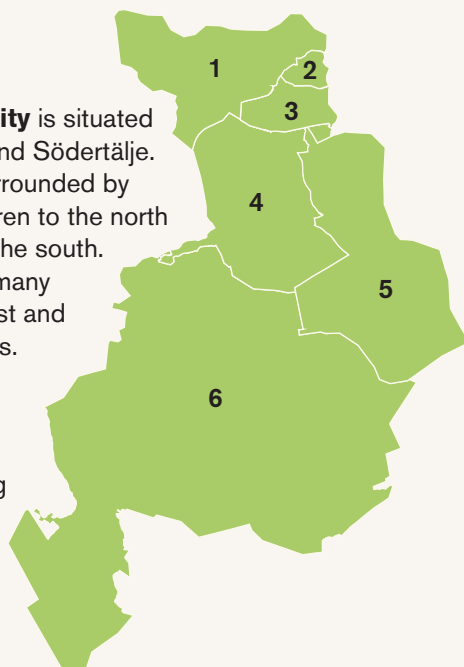 ity is situated
nd Södertälje.
rrounded by
ren to the north
he south.
many
st and
s.
g
1
2
3
4
5
6